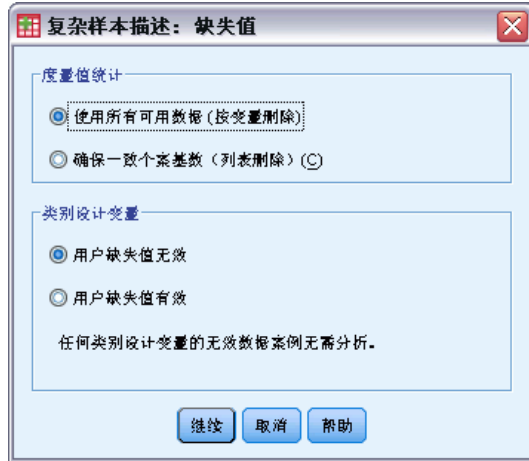 复杂样本描述：缺失值
度量值统计
使用所有可用数据(按变量删除)
确保一致个案基数（列表删除）(C)
类别设计变量
用户缺失值无效
用户缺失值有效
任何类别设计变量的无效数据案例无需分析。
继续 取消 帮助